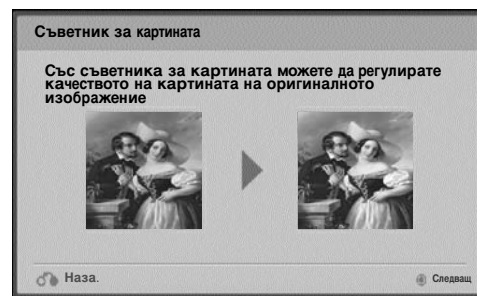 Съветник за картината
Със съветника за картината можете да регулирате
качеството на картината на оригиналното
изображение
Наза.
Следващ